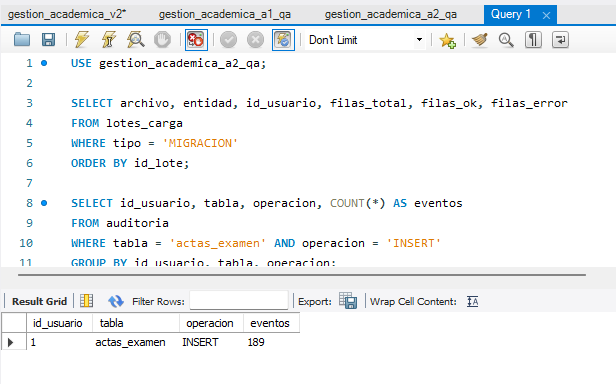 gestion_academica_v2* gestion_academica_a1_qa gestion_academica_a2_qa Query 1
Don't Limit
1 USE gestion_academica_a2_qa;
2
3 SELECT archivo, entidad, id_usuario, filas_total, filas_ok, filas_error
4 FROM lotes_carga
5 WHERE tipo = 'MIGRACION'
6 ORDER BY id_lote;
7
8 SELECT id_usuario, tabla, operacion, COUNT(*) AS eventos
9 FROM auditoria
10 WHERE tabla = 'actas_examen' AND operacion = 'INSERT'
11 GROUP BY id_usuario, tabla, operacion;
Result Grid Filter Rows: Export: Wrap Cell Content:
id_usuario tabla operacion eventos
1 actas_examen INSERT 189